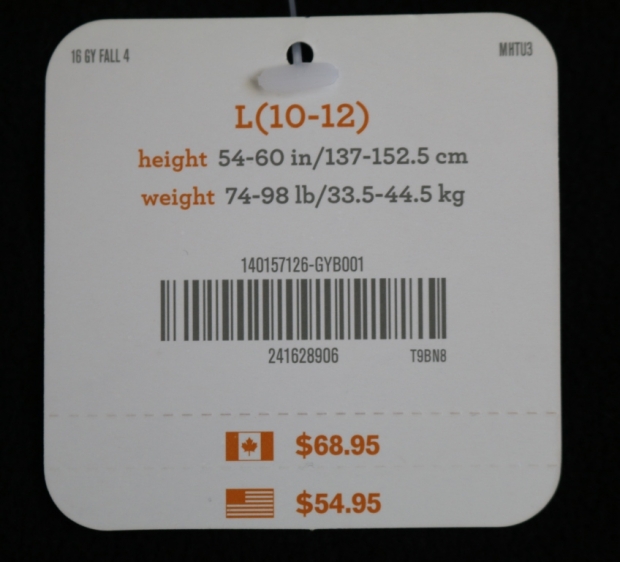 16 GY FALL 4
MHTU3
L(10-12)
height 54-60 in/137-152.5 cm
weight 74-98 lb/33.5-44.5 kg
140157126-GYB001
241628906
T9BN8
$68.95
$54.95